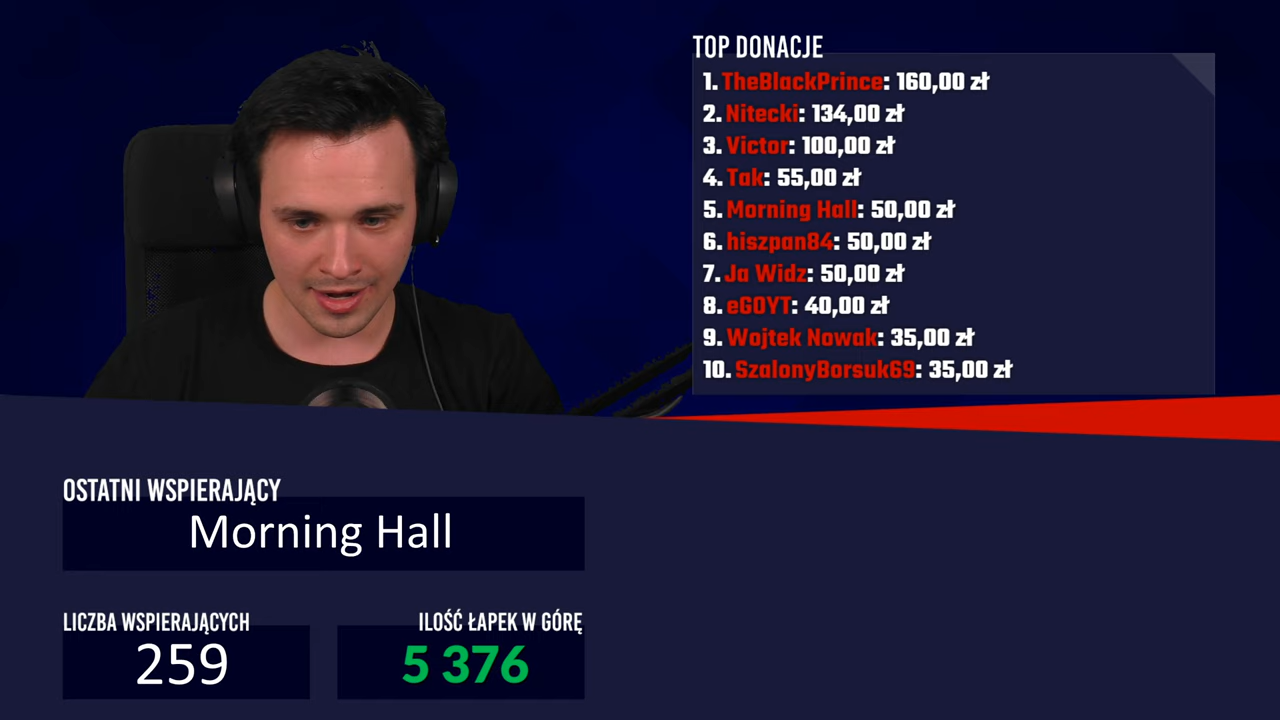 TOP DONACJE
1. TheBlackPrince: 160,00 zł
2. Nitecki: 134,00 zł
3. Victor: 100,00 zł
4. Tak: 55,00 zł
5. Morning Hall: 50,00 zł
6. hiszpan84: 50,00 zł
7. Ja Widz: 50,00 zł
8. eGOYT: 40,00 zł
9. Wojtek Nowak: 35,00 zł
10. SzalonyBorsuk69: 35,00 zł
OSTATNI WSPIERAJĄCY
Morning Hall
LICZBA WSPIERAJĄCYCH
259
ILOŚĆ ŁAPEK W GÓRĘ
5 376